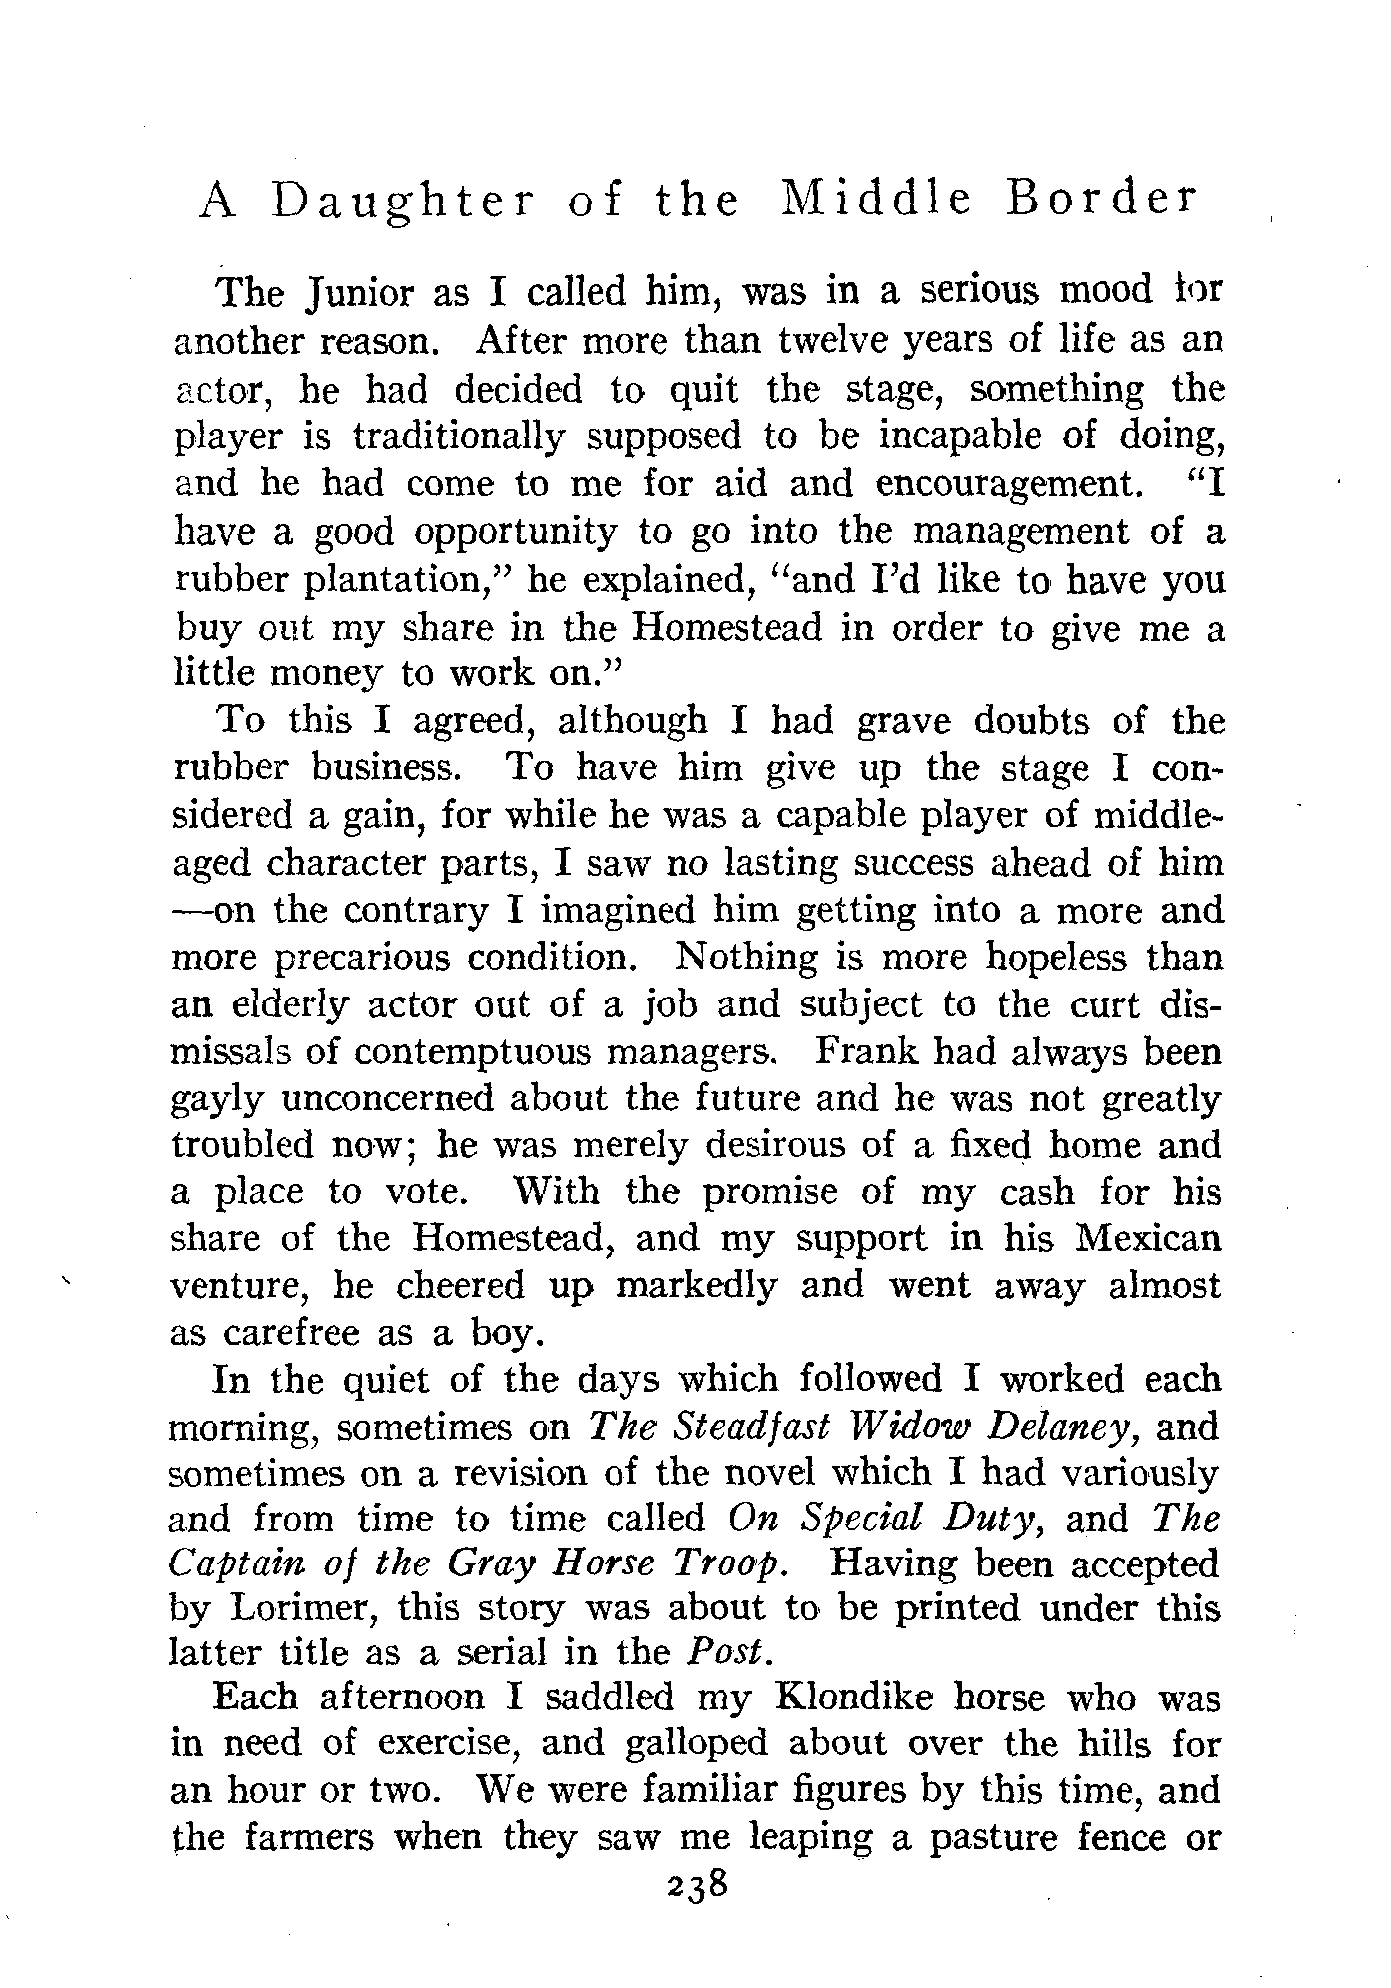 A Daughter of the Middle Border
The Junior as I called him, was in a serious mood for
another reason. After more than twelve years of life as an
actor, he had decided to quit the stage, something the
player is traditionally supposed to be incapable of doing,
and he had come to me for aid and encouragement. "I
have a good opportunity to go into the management of a
rubber plantation," he explained, "and I'd like to have you
buy out my share in the Homestead in order to give me a
little money to work on."
To this I agreed, although I had grave doubts of the
rubber business. To have him give up the stage I con-
sidered a gain, for while he was a capable player of middle-
aged character parts, I saw no lasting success ahead of him
—on the contrary I imagined him getting into a more and
more precarious condition. Nothing is more hopeless than
an elderly actor out of a job and subject to the curt dis-
missals of contemptuous managers. Frank had always been
gayly unconcerned about the future and he was not greatly
troubled now; he was merely desirous of a fixed home and
a place to vote. With the promise of my cash for his
share of the Homestead, and my support in his Mexican
venture, he cheered up markedly and went away almost
as carefree as a boy.
In the quiet of the days which followed I worked each
morning, sometimes on The Steadfast Widow Delaney, and
sometimes on a revision of the novel which I had variously
and from time to time called On Special Duty, and The
Captain of the Gray Horse Troop. Having been accepted
by Lorimer, this story was about to be printed under this
latter title as a serial in the Post.
Each afternoon I saddled my Klondike horse who was
in need of exercise, and galloped about over the hills for
an hour or two. We were familiar figures by this time, and
the farmers when they saw me leaping a pasture fence or
238